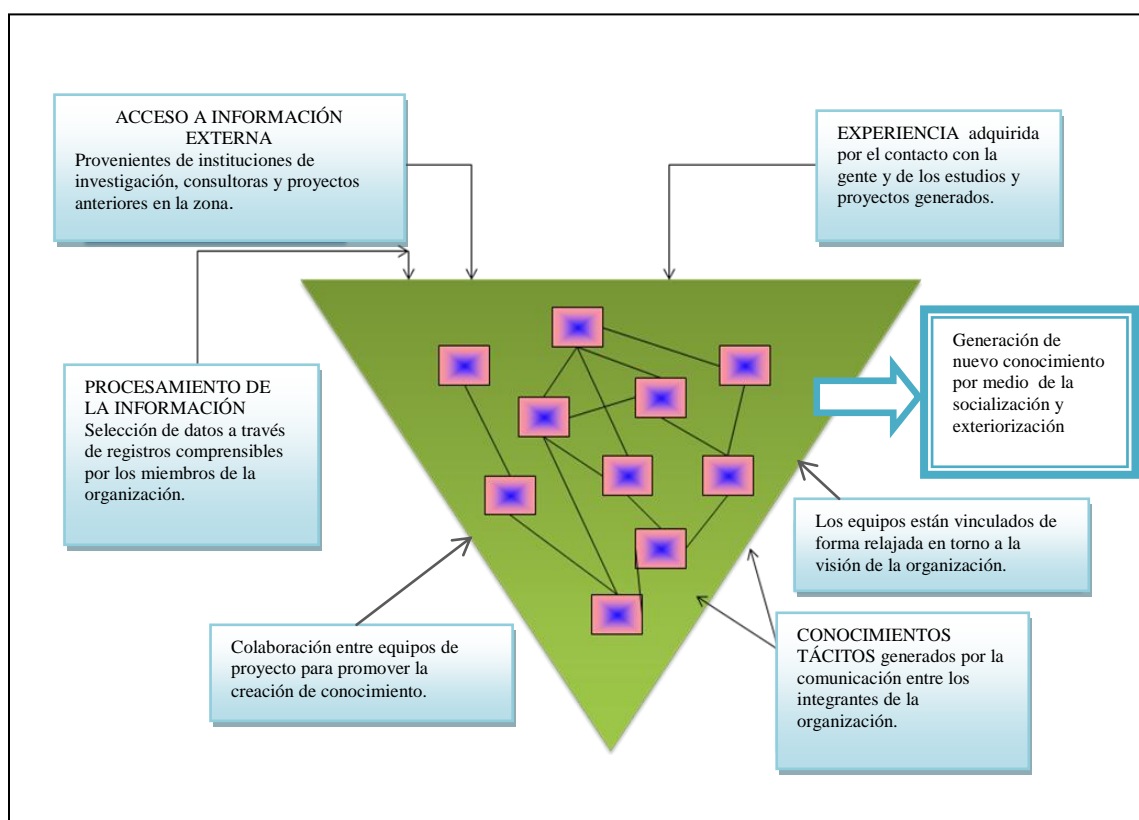 ACCESO A INFORMACIÓN
EXTERNA
Provenientes de instituciones de
investigación, consultoras y proyectos
anteriores en la zona.
EXPERIENCIA adquirida
por el contacto con la
gente y de los estudios y
proyectos generados.
PROCESAMIENTO DE
LA INFORMACIÓN
Selección de datos a través
de registros comprensibles
por los miembros de la
organización.
Generación de
nuevo conocimiento
por medio de la
socialización y
exteriorización
Los equipos están vinculados de
forma relajada en torno a la
visión de la organización.
Colaboración entre equipos de
proyecto para promover la
creación de conocimiento.
CONOCIMIENTOS
TÁCITOS generados por la
comunicación entre los
integrantes de la
organización.